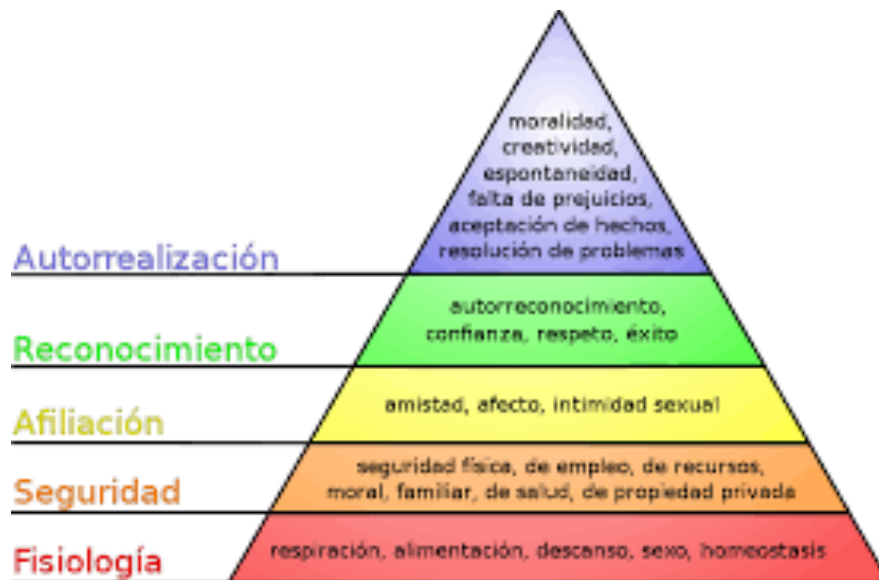 moralidad,
creatividad,
espontaneidad,
falta de prejuicios,
aceptación de hechos,
resolución de problemas
Autorrealización
autorreconocimiento,
confianza, respeto, éxito
Reconocimiento
amistad, afecto, intimidad sexual
Afiliación
seguridad física, de empleo, de recursos,
moral, familiar, de salud, de propiedad privada
Seguridad
respiración, alimentación, descanso, sexo, homeostasis
Fisiología